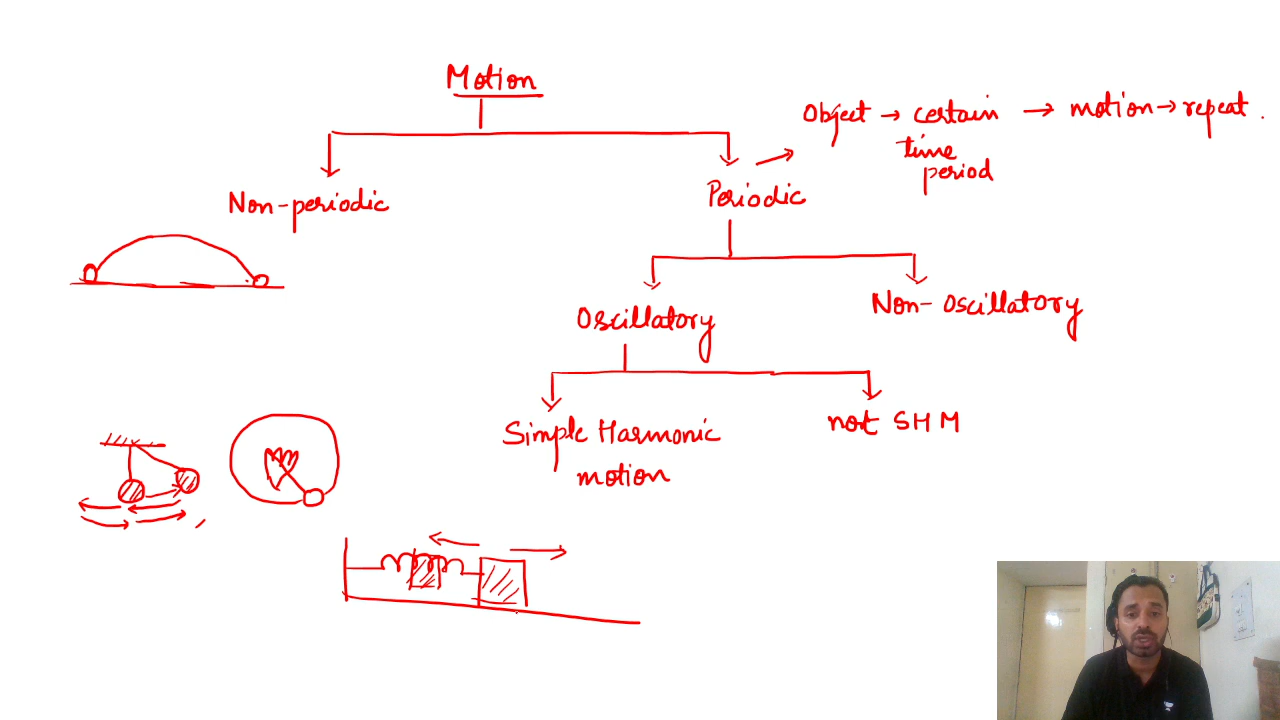 Motion
Object → certain → motion → repeat.
time
period
Non-periodic
Periodic
Oscillatory
Non-Oscillatory
Simple Harmonic
motion
not SHM